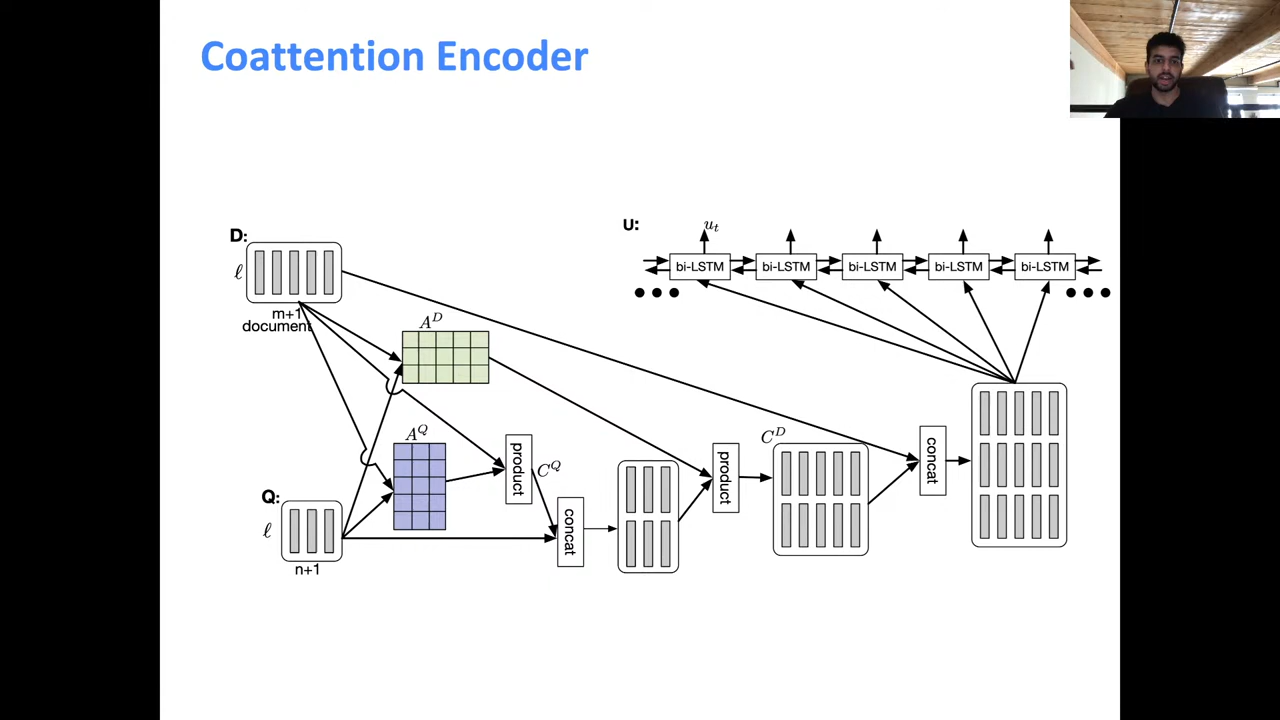 Coattention Encoder
D:
ℓ
m+1
document
A^D
A^Q
Q:
ℓ
n+1
product
C^Q
concat
product
C^D
concat
U:
u_t
bi-LSTM bi-LSTM bi-LSTM bi-LSTM bi-LSTM